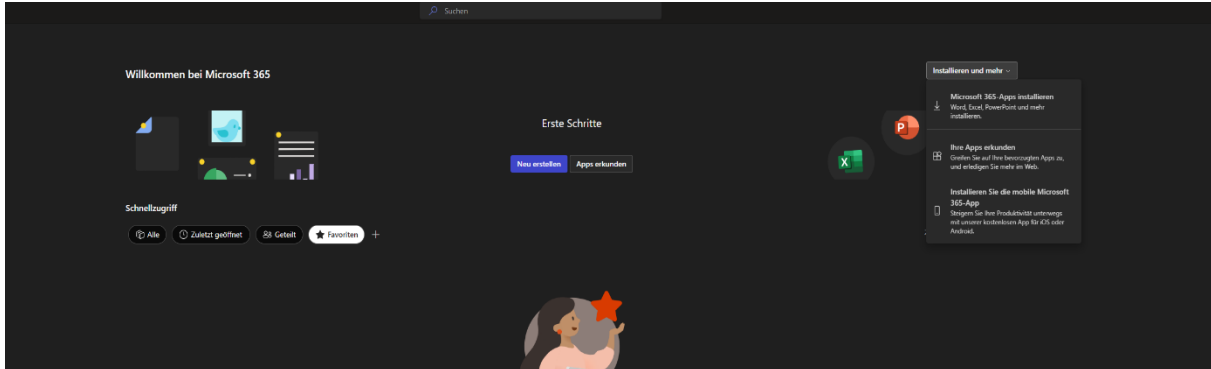 Suchen
Willkommen bei Microsoft 365
Installieren und mehr
Microsoft 365-Apps installieren
Word, Excel, PowerPoint und mehr
installieren.
Ihre Apps erkunden
Greifen Sie auf Ihre bevorzugten Apps zu,
und erledigen Sie mehr im Web.
Installieren Sie die mobile Microsoft
365-App
Steigern Sie Ihre Produktivität unterwegs
mit unserer kostenlosen App für iOS oder
Android.
Erste Schritte
Neu erstellen
Apps erkunden
P
X
Schnellzugriff
Alle
Zuletzt geöffnet
Geteilt
Favoriten